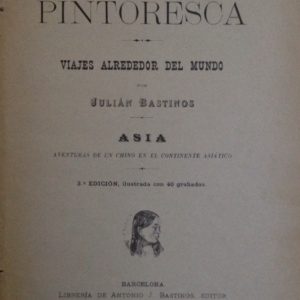 PINTORESCA
VIAJES ALREDEDOR DEL MUNDO
POR
JULIÁN BASTINOS
ASIA
AVENTURAS DE UN CHINO EN EL CONTINENTE ASIÁTICO
3.ª EDICIÓN, ilustrada con 40 grabados.
BARCELONA
LIBRERÍA DE ANTONIO J. BASTINOS, EDITOR